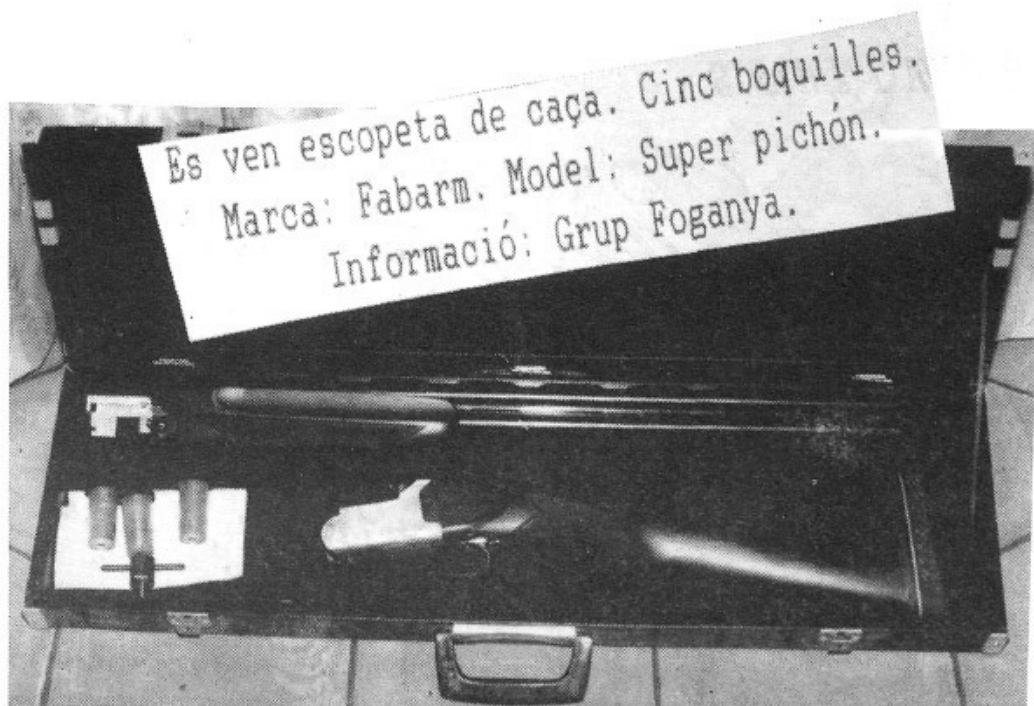 Es ven escopeta de caça. Cinc boquilles.
Marca: Fabarm. Model: Super pichón.
Informació: Grup Foganya.